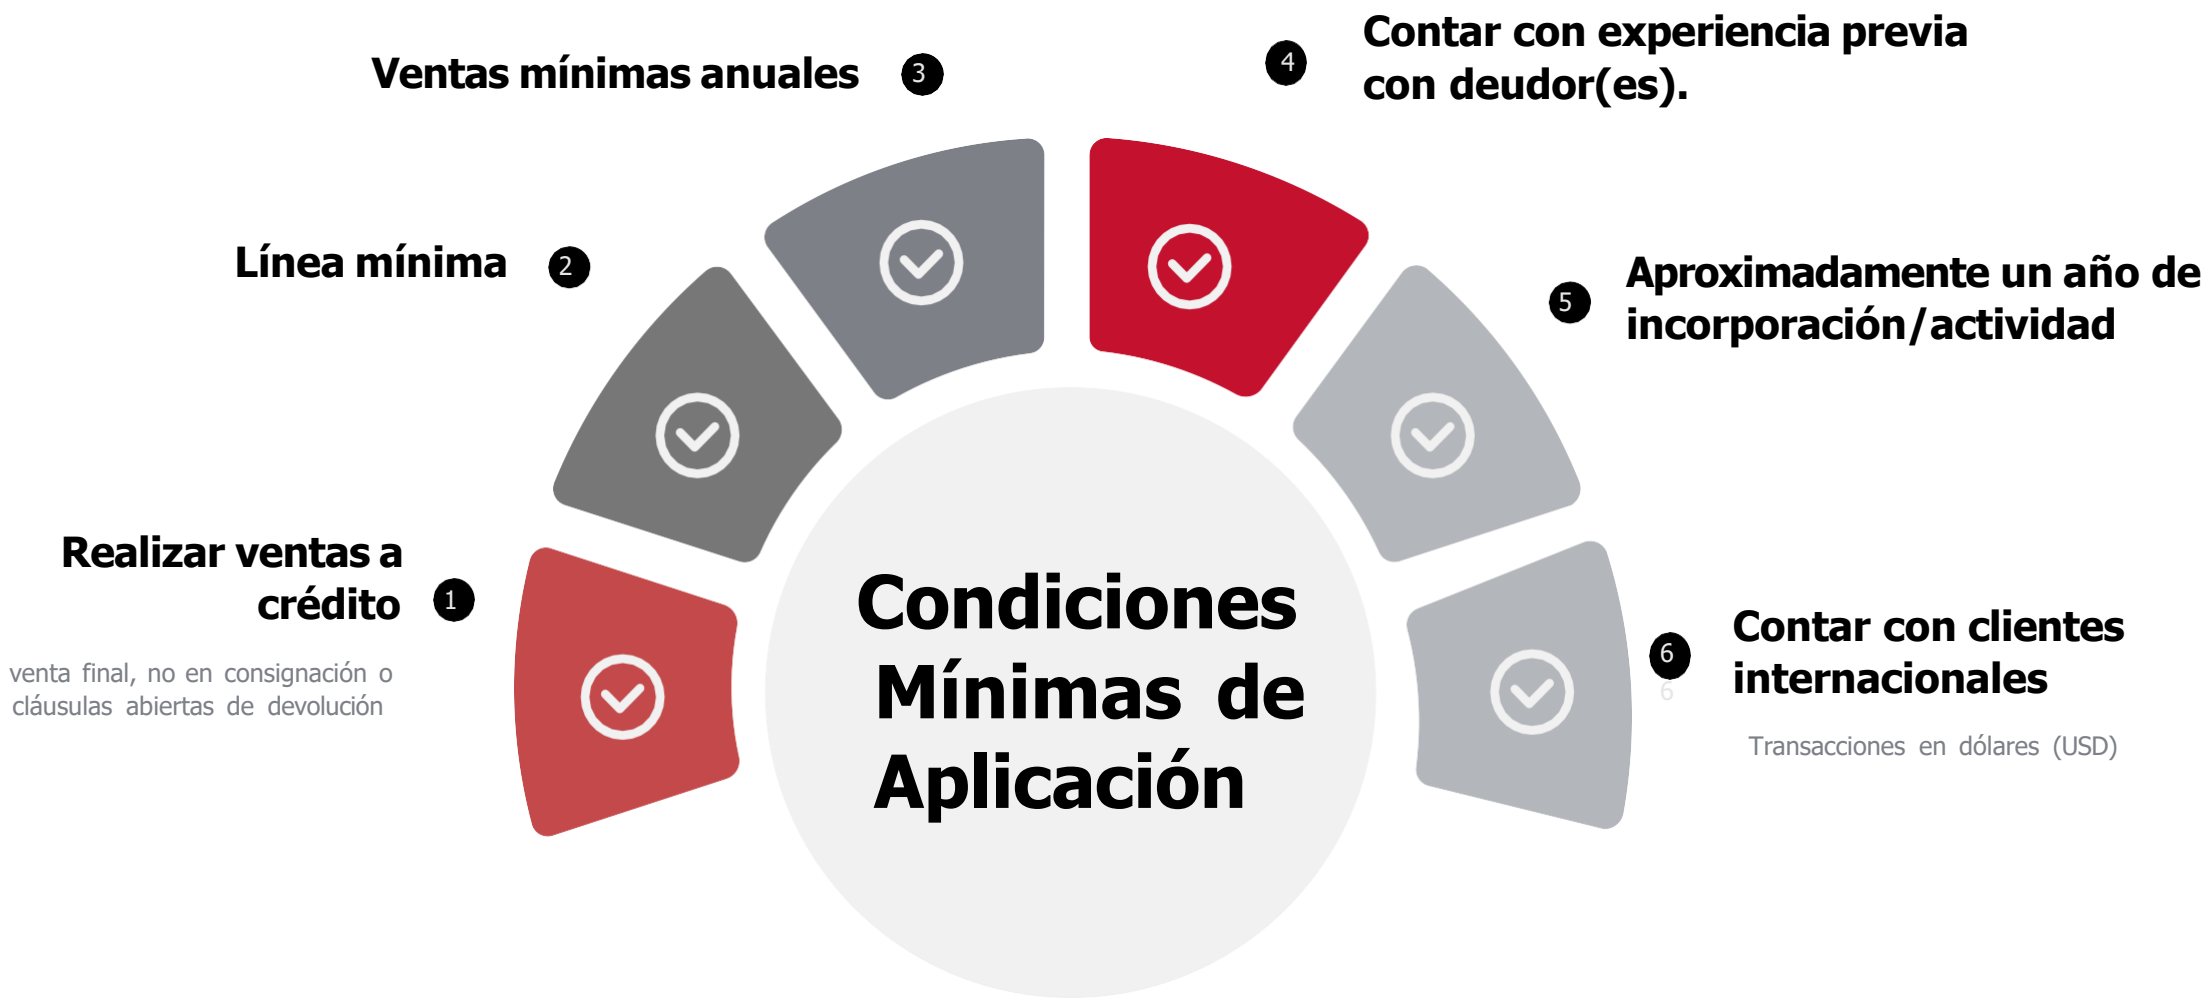 Contar con experiencia previa
con deudor(es).
4
Ventas mínimas anuales
3
Línea mínima
2
Aproximadamente un año de
incorporación/actividad
5
Realizar ventas a
crédito
1
venta final, no en consignación o
cláusulas abiertas de devolución
Condiciones
Mínimas de
Aplicación
6
6
Contar con clientes
internacionales
Transacciones en dólares (USD)